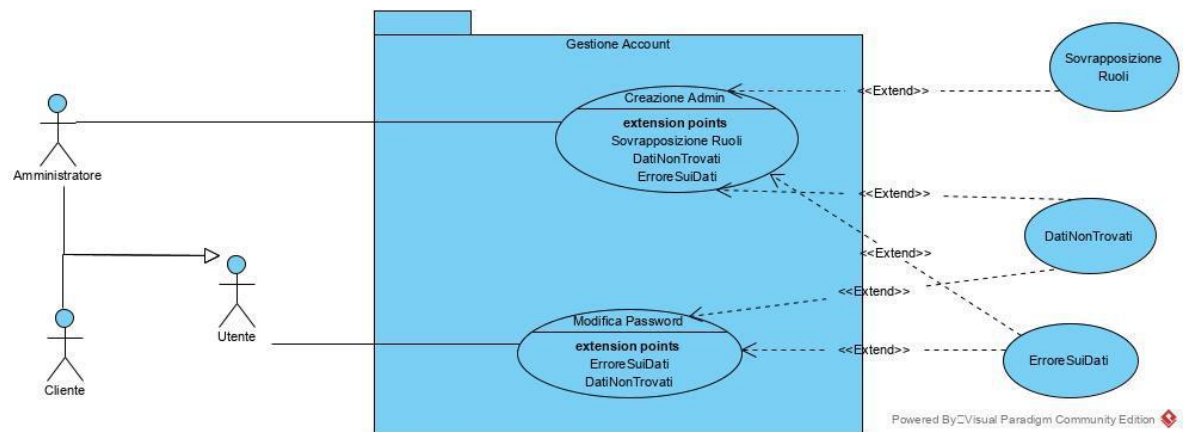 Gestione Account
Sovrapposizione
Ruoli
Creazione Admin
<<Extend>>
extension points
Sovrapposizione Ruoli
DatiNonTrovati
ErroreSuiDati
Amministratore
<<Extend>>
DatiNonTrovati
<<Extend>>
<<Extend>>
Modifica Password
Utente
extension points
ErroreSuiDati
DatiNonTrovati
<<Extend>>
ErroreSuiDati
Cliente
Powered By Visual Paradigm Community Edition